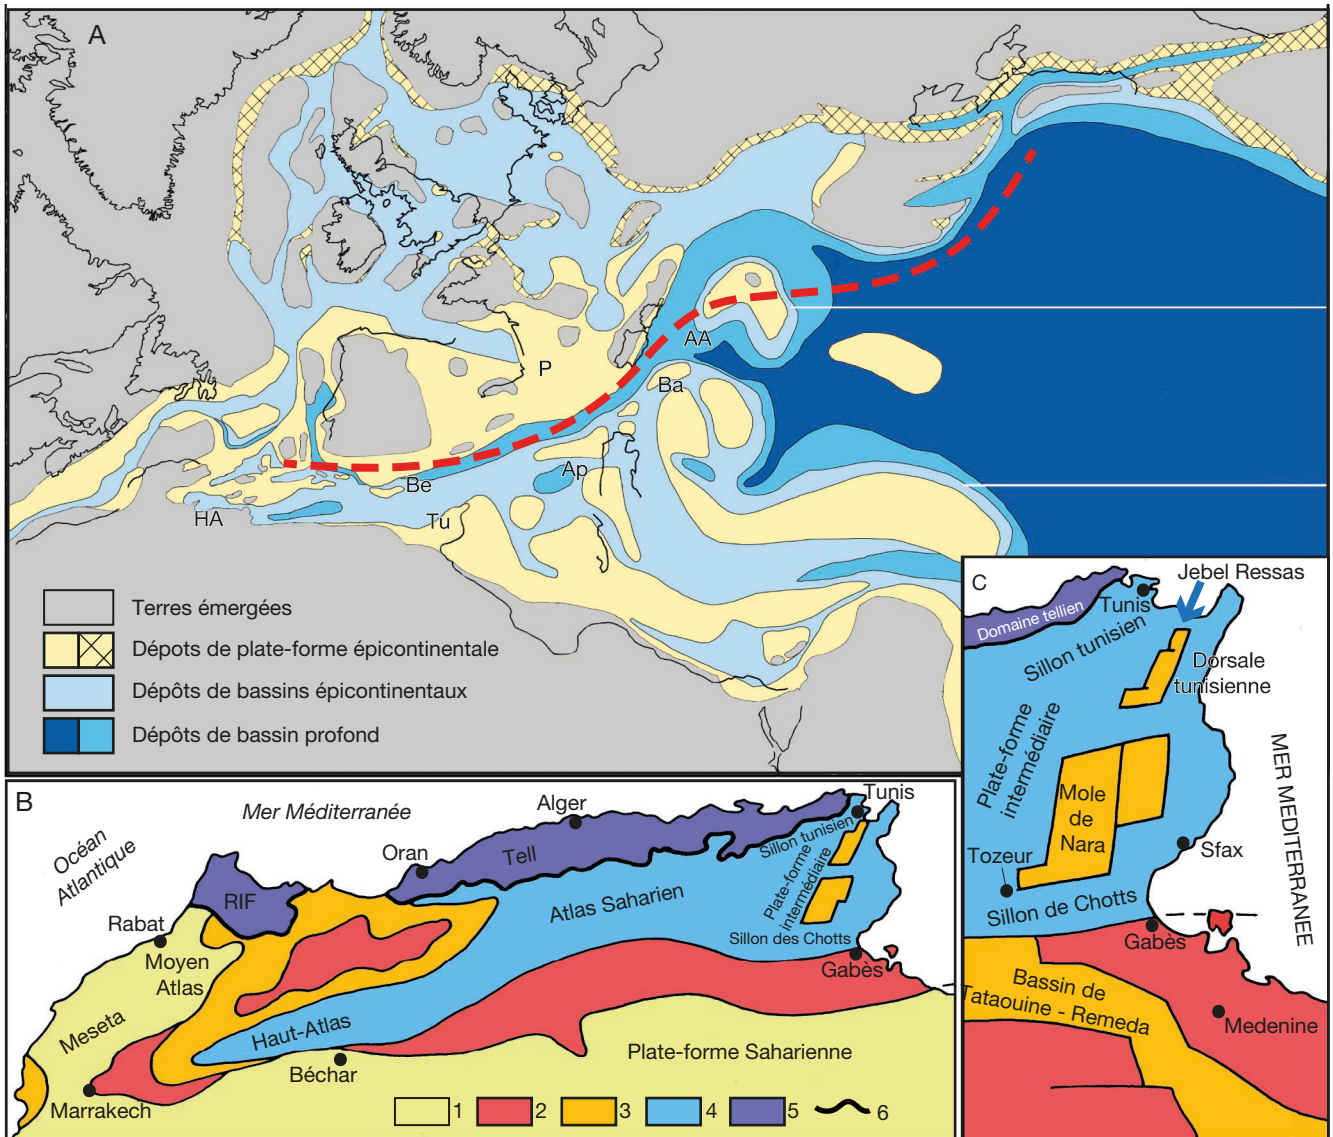 A
P
AA
Ba
Ap
Be
HA
Tu
Terres émergées
Dépots de plate-forme épicontinentale
Dépôts de bassins épicontinentaux
Dépôts de bassin profond
B
Mer Méditerranée
Océan
Atlantique
Alger
Tunis
Oran
Tell
Sillon tunisien
RIF
Plate-forme
intermédiaire
Atlas Saharien
Rabat
Sillon des Chotts
Moyen
Atlas
Gabès
Meseta
Haut-Atlas
Plate-forme Saharienne
Béchar
Marrakech
1
2
3
4
5
6
C
Jebel Ressas
Tunis
Domaine tellien
Sillon tunisien
Dorsale
tunisienne
Plate-forme
intermédiaire
MER MEDITERRANEE
Mole
de
Nara
Tozeur
Sfax
Sillon de Chotts
Gabès
Bassin de
Tataouine - Remeda
Medenine